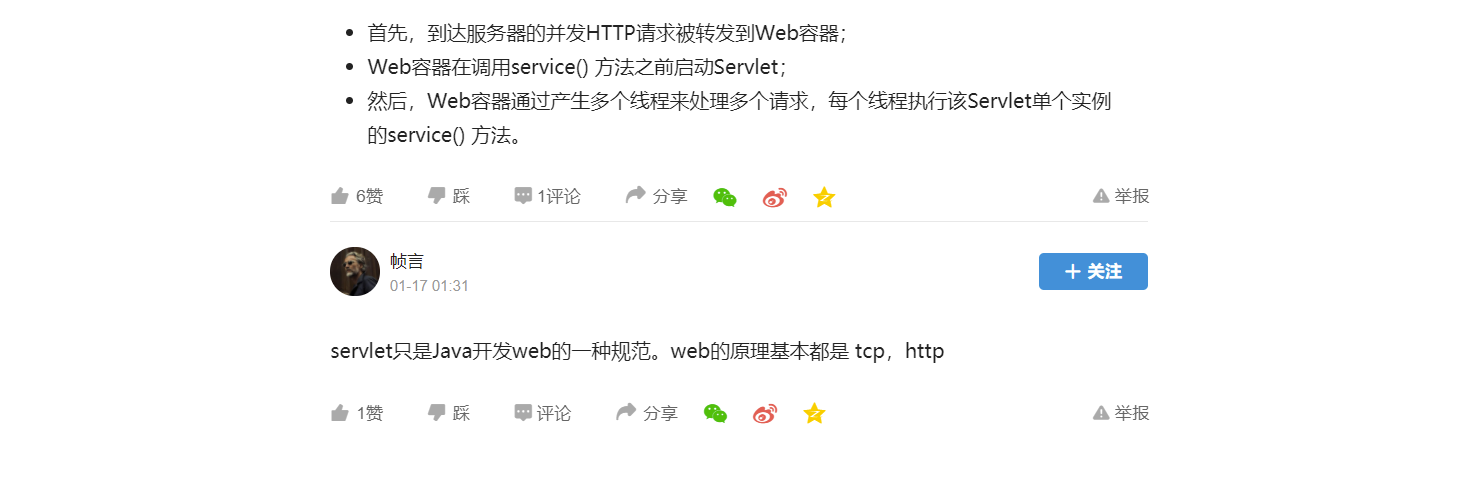 首先，到达服务器的并发HTTP请求被转发到Web容器；
Web容器在调用service() 方法之前启动Servlet；
然后，Web容器通过产生多个线程来处理多个请求，每个线程执行该Servlet单个实例
的service() 方法。
6赞 踩 1评论 分享 举报
帧言
01-17 01:31
+ 关注
servlet只是Java开发web的一种规范。web的原理基本都是 tcp，http
1赞 踩 评论 分享 举报